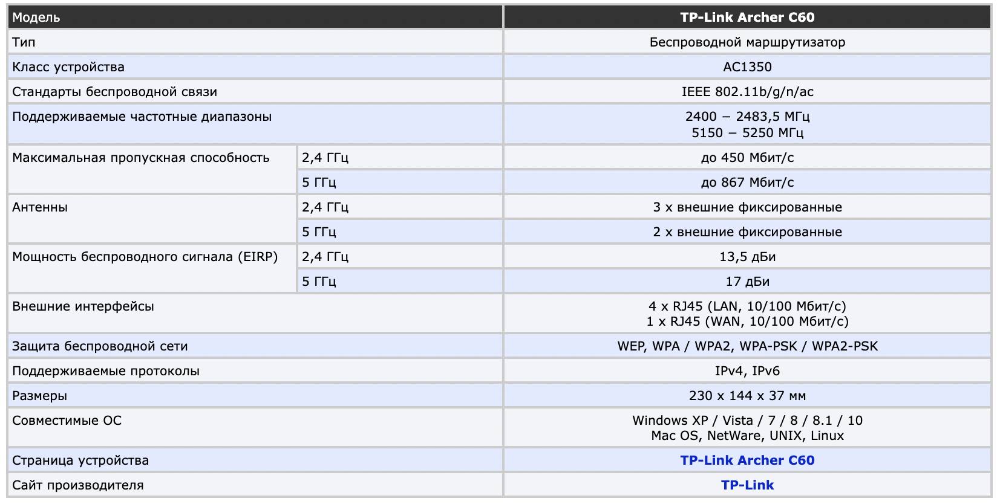 Модель TP-Link Archer C60
Тип Беспроводной маршрутизатор
Класс устройства AC1350
Стандарты беспроводной связи IEEE 802.11b/g/n/ac
Поддерживаемые частотные диапазоны 2400 − 2483,5 МГц
5150 − 5250 МГц
Максимальная пропускная способность 2,4 ГГц до 450 Мбит/с
5 ГГц до 867 Мбит/с
Антенны 2,4 ГГц 3 х внешние фиксированные
5 ГГц 2 х внешние фиксированные
Мощность беспроводного сигнала (EIRP) 2,4 ГГц 13,5 дБи
5 ГГц 17 дБи
Внешние интерфейсы 4 x RJ45 (LAN, 10/100 Мбит/с)
1 x RJ45 (WAN, 10/100 Мбит/с)
Защита беспроводной сети WEP, WPA / WPA2, WPA-PSK / WPA2-PSK
Поддерживаемые протоколы IPv4, IPv6
Размеры 230 x 144 x 37 мм
Совместимые ОС Windows XP / Vista / 7 / 8 / 8.1 / 10
Mac OS, NetWare, UNIX, Linux
Страница устройства TP-Link Archer C60
Сайт производителя TP-Link